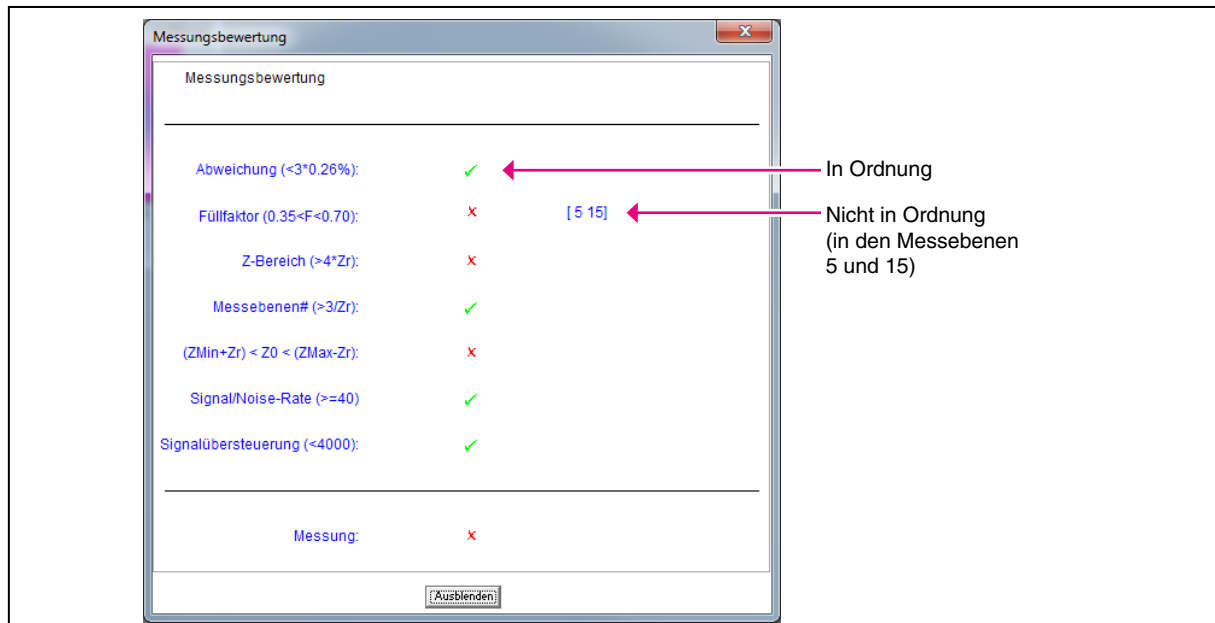 Messungsbewertung
X
Messungsbewertung
Abweichung (<3*0.26%):
In Ordnung
Füllfaktor (0.35<F<0.70):
[ 5 15]
Nicht in Ordnung
(in den Messebenen
5 und 15)
Z-Bereich (>4*Zr):
Messebenen# (>3/Zr):
(ZMin+Zr) < Z0 < (ZMax-Zr):
Signal/Noise-Rate (>=40)
Signalübersteuerung (<4000):
Messung:
Ausblenden